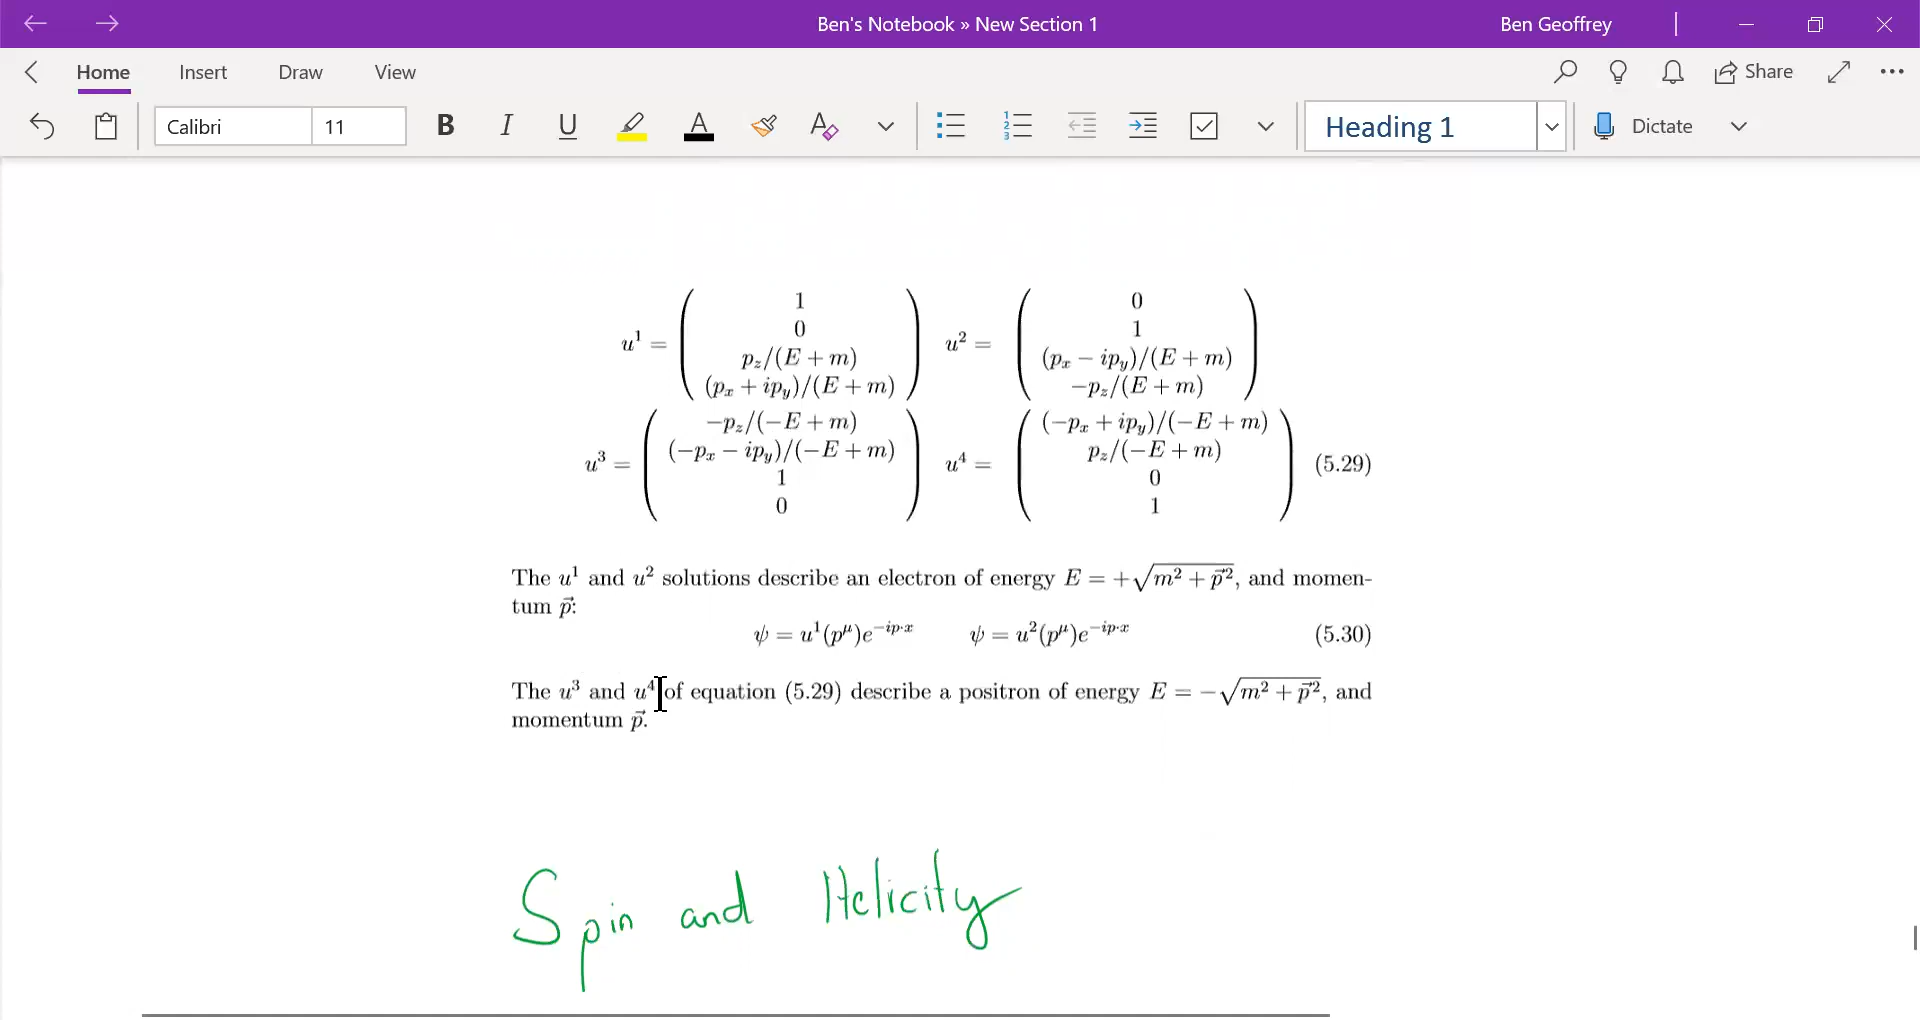 Ben's Notebook » New Section 1
Ben Geoffrey
Home Insert Draw View
Share
Calibri 11 B I U A A Heading 1 Dictate
u¹ = ( 1
0
p_z/(E + m)
(p_x + ip_y)/(E + m) )
u² = ( 0
1
(p_x − ip_y)/(E + m)
−p_z/(E + m) )
u³ = ( −p_z/(−E + m)
(−p_x − ip_y)/(−E + m)
1
0 )
u⁴ = ( (−p_x + ip_y)/(−E + m)
p_z/(−E + m)
0
1 )
(5.29)
The u¹ and u² solutions describe an electron of energy E = +√(m² + p⃗²), and momen-
tum p⃗:
ψ = u¹(p^μ)e^{−ip·x} ψ = u²(p^μ)e^{−ip·x} (5.30)
The u³ and u⁴ of equation (5.29) describe a positron of energy E = −√(m² + p⃗²), and
momentum p⃗.
Spin and Helicity